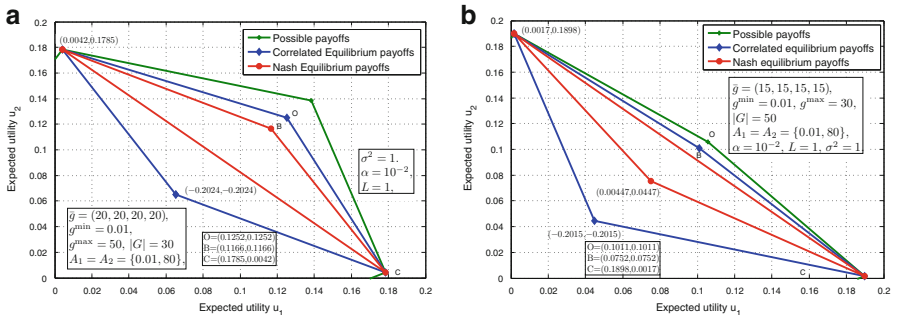 a
0.2
0.18
0.16
0.14
0.12
0.1
0.08
0.06
0.04
0.02
0
Expected utility u2
(0.0042,0.1785)
Possible payoffs
Correlated Equilibrium payoffs
Nash Equilibrium payoffs
O
B
σ² = 1.
α = 10⁻²,
L = 1,
(−0.2024,−0.2024)
ḡ = (20, 20, 20, 20),
gᵐⁱⁿ = 0.01,
gᵐᵃˣ = 50, |G| = 30
A₁ = A₂ = {0.01, 80},
O=(0.1252,0.1252)
B=(0.1166,0.1166)
C=(0.1785,0.0042)
C
0 0.02 0.04 0.06 0.08 0.1 0.12 0.14 0.16 0.18 0.2
Expected utility u1
b
0.2
0.18
0.16
0.14
0.12
0.1
0.08
0.06
0.04
0.02
0
Expected utility u2
(0.0017,0.1898)
Possible payoffs
Correlated equilibrium payoffs
Nash Equilibrium payoffs
ḡ = (15, 15, 15, 15),
gᵐⁱⁿ = 0.01, gᵐᵃˣ = 30,
|G| = 50
A₁ = A₂ = {0.01, 80},
α = 10⁻², L = 1, σ² = 1
O
B
(0.00447,0.0447)
(−0.2015,−0.2015)
O=(0.1011,0.1011)
B=(0.0752,0.0752)
C=(0.1898,0.0017)
C
0 0.02 0.04 0.06 0.08 0.1 0.12 0.14 0.16 0.18 0.2
Expected utility u1